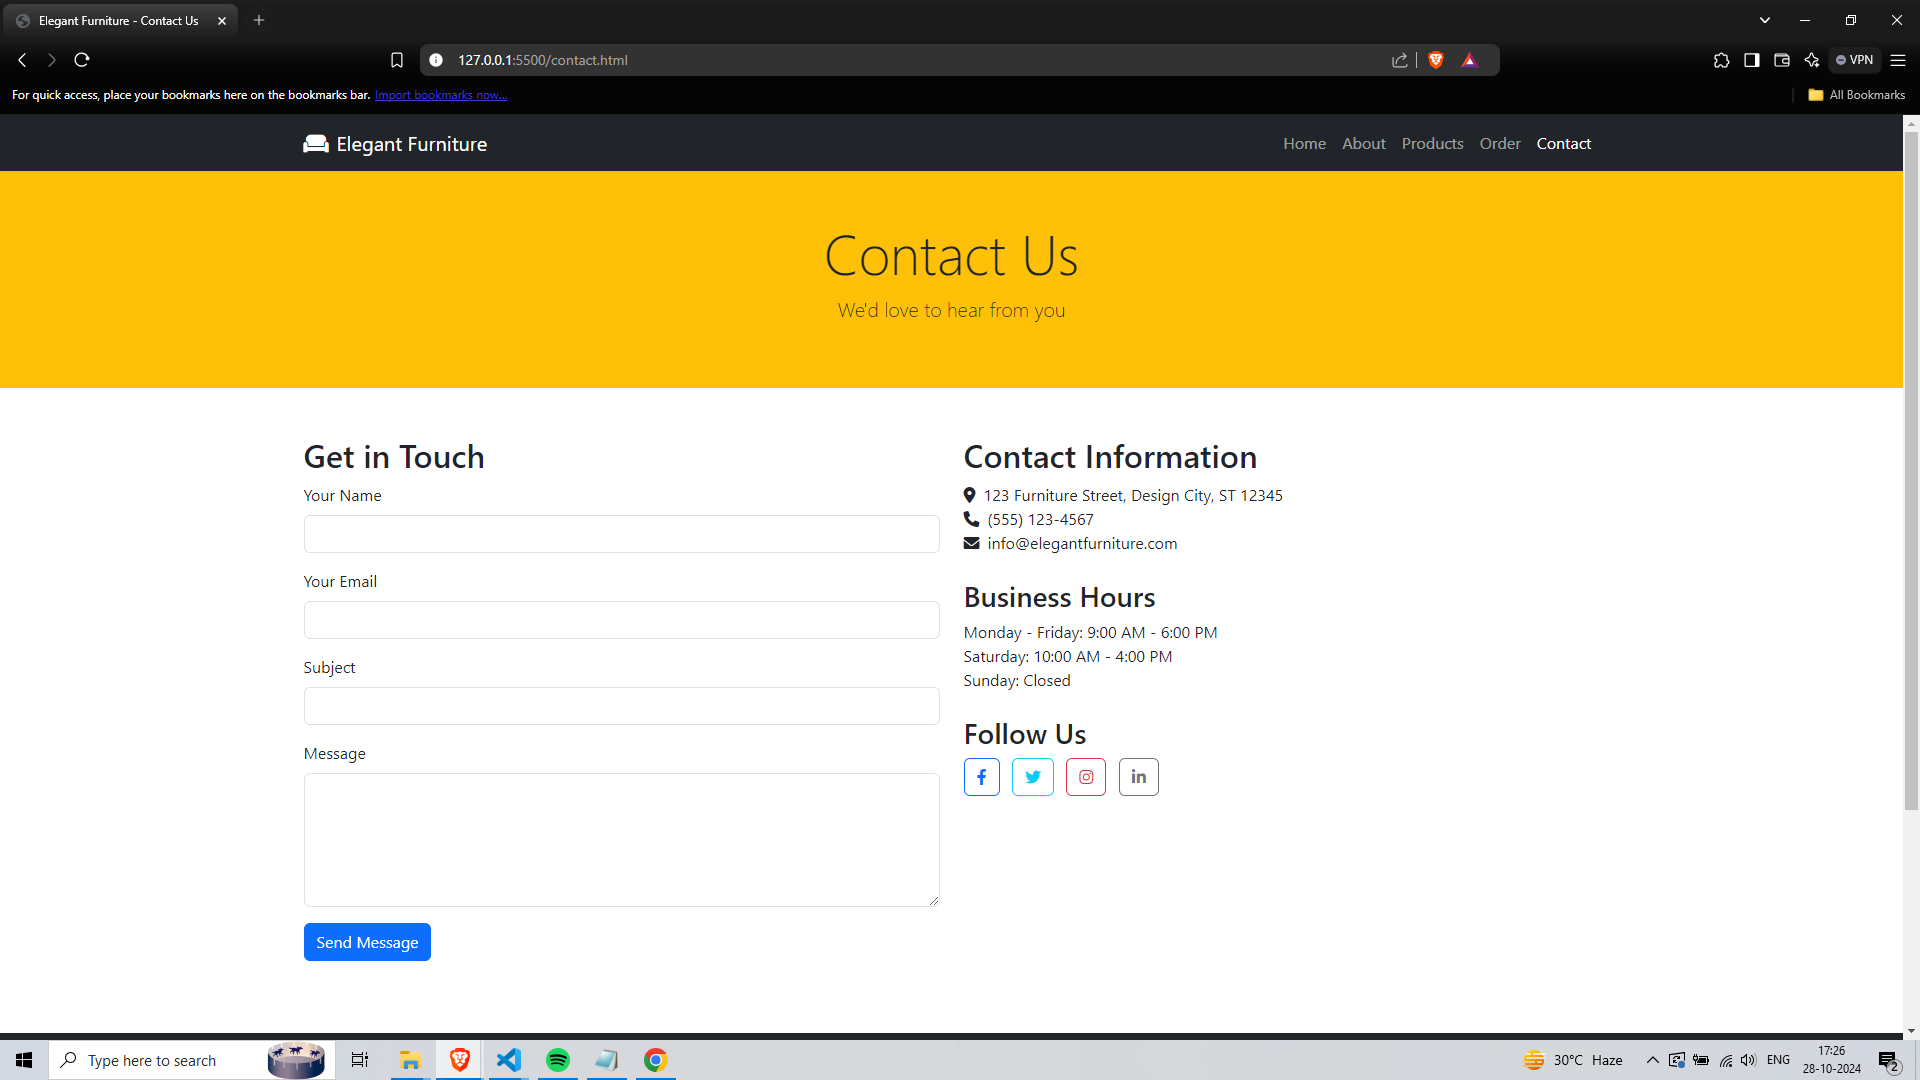 Elegant Furniture - Contact Us
127.0.0.1:5500/contact.html
VPN
For quick access, place your bookmarks here on the bookmarks bar. Import bookmarks now...
All Bookmarks
Elegant Furniture
Home About Products Order Contact
Contact Us
We'd love to hear from you
Get in Touch
Your Name
Your Email
Subject
Message
Send Message
Contact Information
123 Furniture Street, Design City, ST 12345
(555) 123-4567
info@elegantfurniture.com
Business Hours
Monday - Friday: 9:00 AM - 6:00 PM
Saturday: 10:00 AM - 4:00 PM
Sunday: Closed
Follow Us
Type here to search
30°C Haze
ENG
17:26
28-10-2024
2